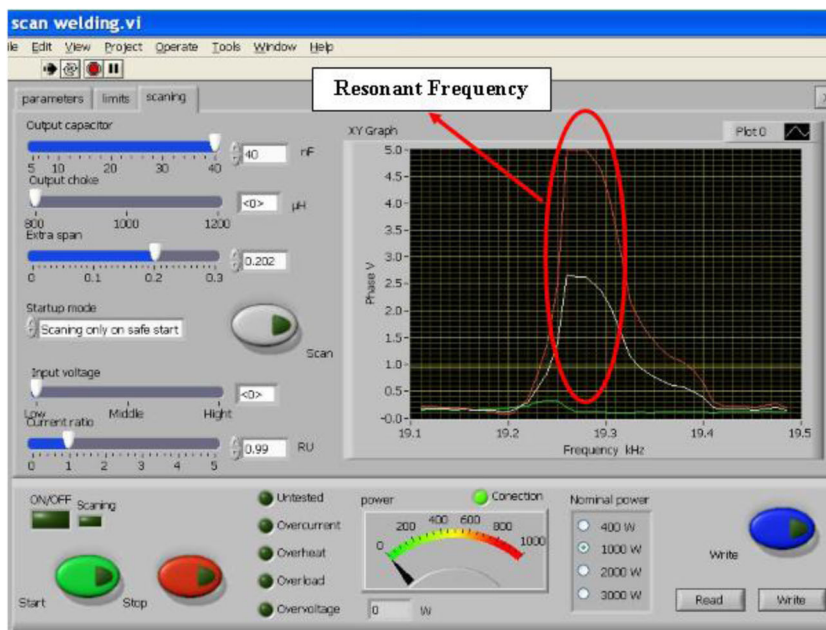 scan welding.vi
ile Edit View Project Operate Tools Window Help
Resonant Frequency
parameters limits scaning
Output capacitor
40 nF
5 10 20 30 40
Output choke
<0> µH
800 1000 1200
Extra span
0.202
0 0.1 0.2 0.3
Startup mode
Scaning only on safe start
Scan
Input voltage
<0>
Low Middle Hight
Current ratio
0.99 RU
0 1 2 3 4 5
XY Graph
Plot 0
5.0
4.5
4.0
3.5
3.0
2.5
2.0
1.5
1.0
0.5
-0.0
Phase V
19.1 19.2 19.3 19.4 19.5
Frequency kHz
ON/OFF Scaning
Start Stop
Untested
Overcurrent
Overheat
Overload
Overvoltage
power
Conection
0 200 400 600 800 1000
0 W
Nominal power
400 W
1000 W
2000 W
3000 W
Write
Read Write